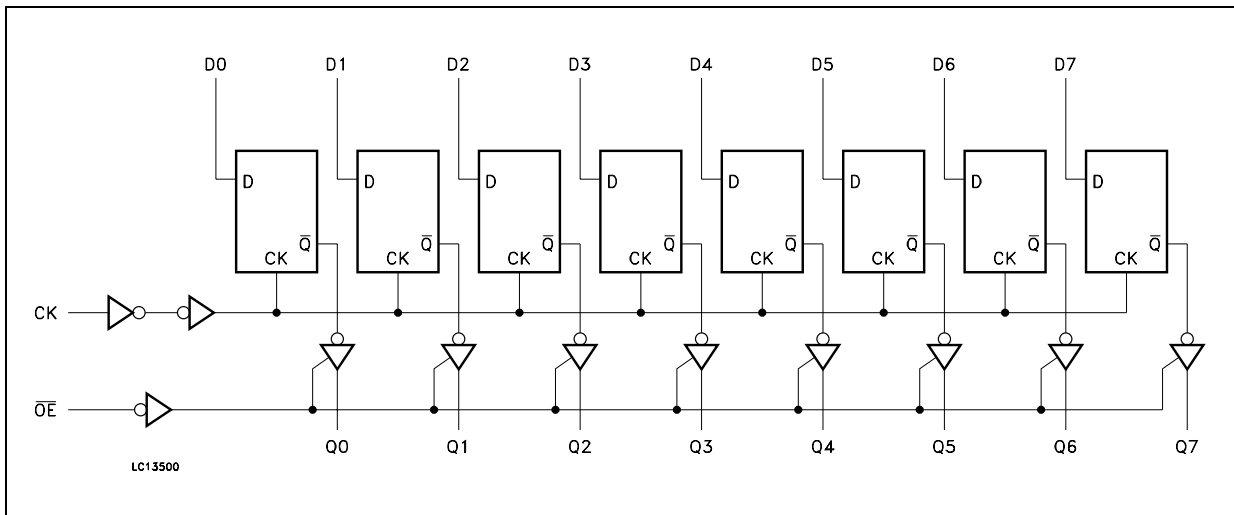 D0 D1 D2 D3 D4 D5 D6 D7
D D D D D D D D
Q̅ Q̅ Q̅ Q̅ Q̅ Q̅ Q̅ Q̅
CK CK CK CK CK CK CK CK
CK
O̅E̅
Q0 Q1 Q2 Q3 Q4 Q5 Q6 Q7
LC13500